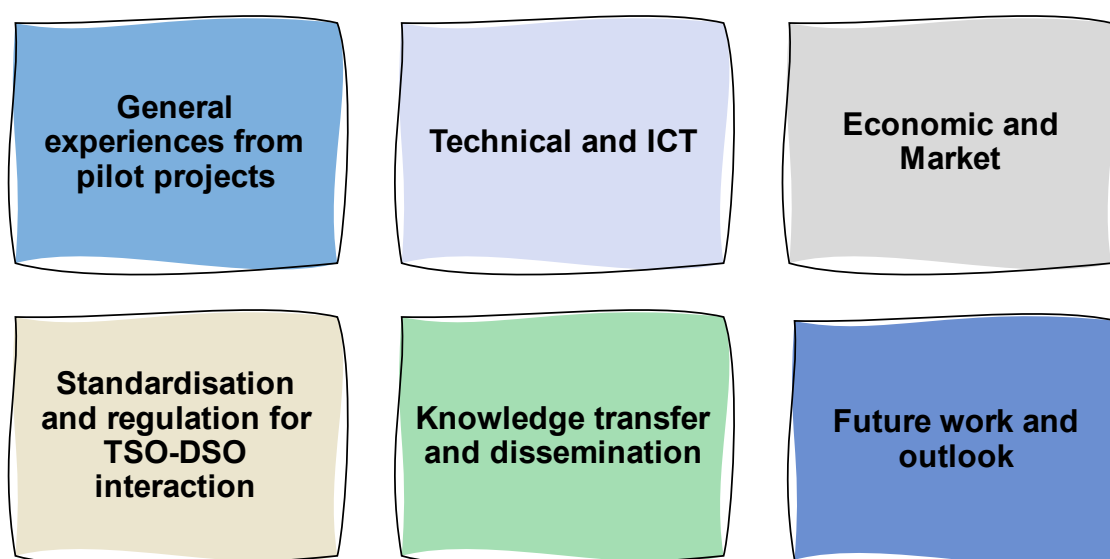 General
experiences from
pilot projects
Technical and ICT
Economic and
Market
Standardisation
and regulation for
TSO-DSO
interaction
Knowledge transfer
and dissemination
Future work and
outlook